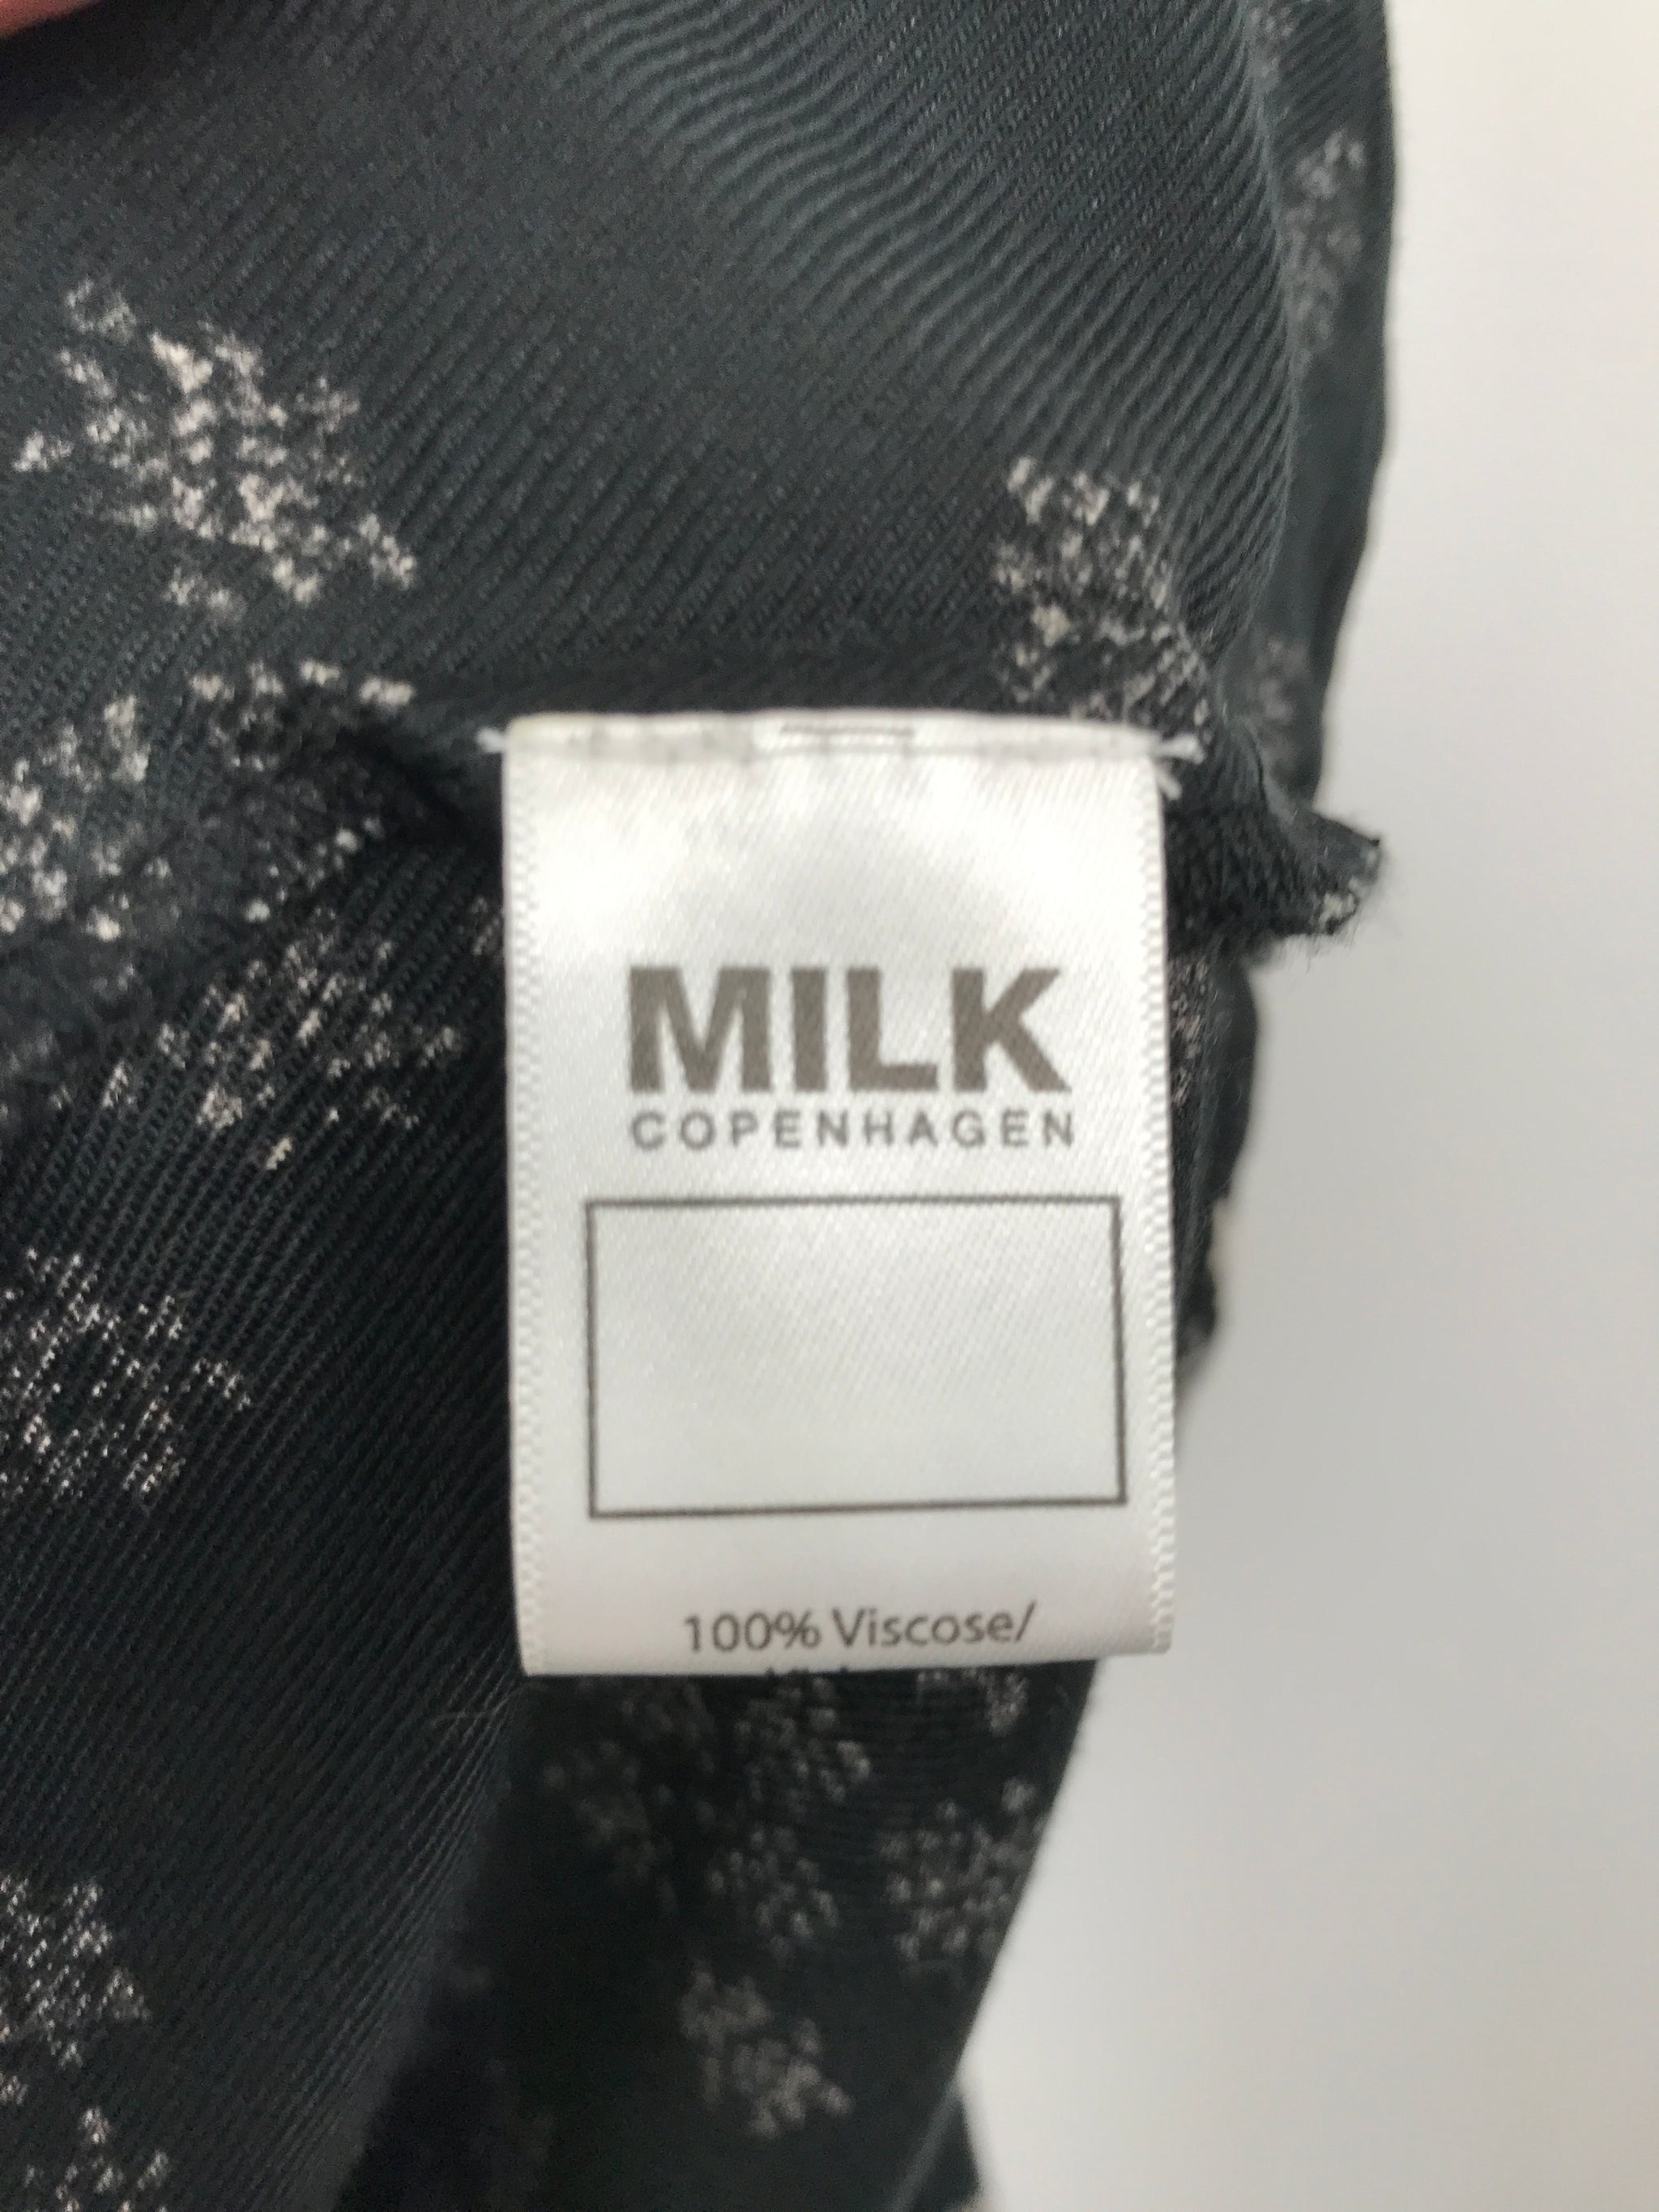 MILK
COPENHAGEN
100% Viscose/